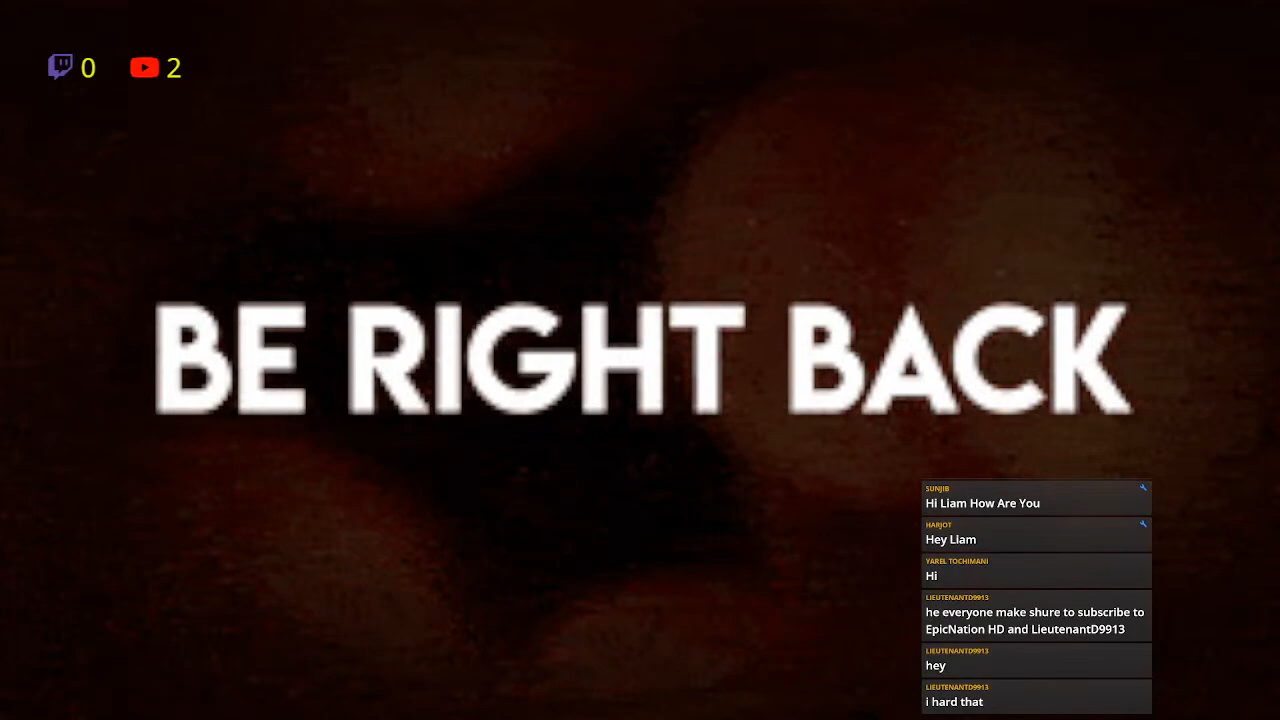 0 2
BE RIGHT BACK
SUNJIB
Hi Liam How Are You
HARJOT
Hey LIam
YAREL TOCHIMANI
Hi
LIEUTENANTD9913
he everyone make shure to subscribe to
EpicNation HD and LieutenantD9913
LIEUTENANTD9913
hey
LIEUTENANTD9913
i hard that